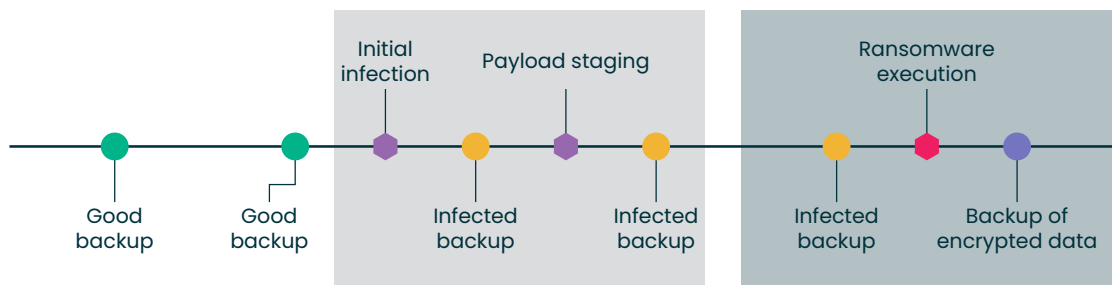 Initial
infection
Payload staging
Ransomware
execution
Good
backup
Good
backup
Infected
backup
Infected
backup
Infected
backup
Backup of
encrypted data